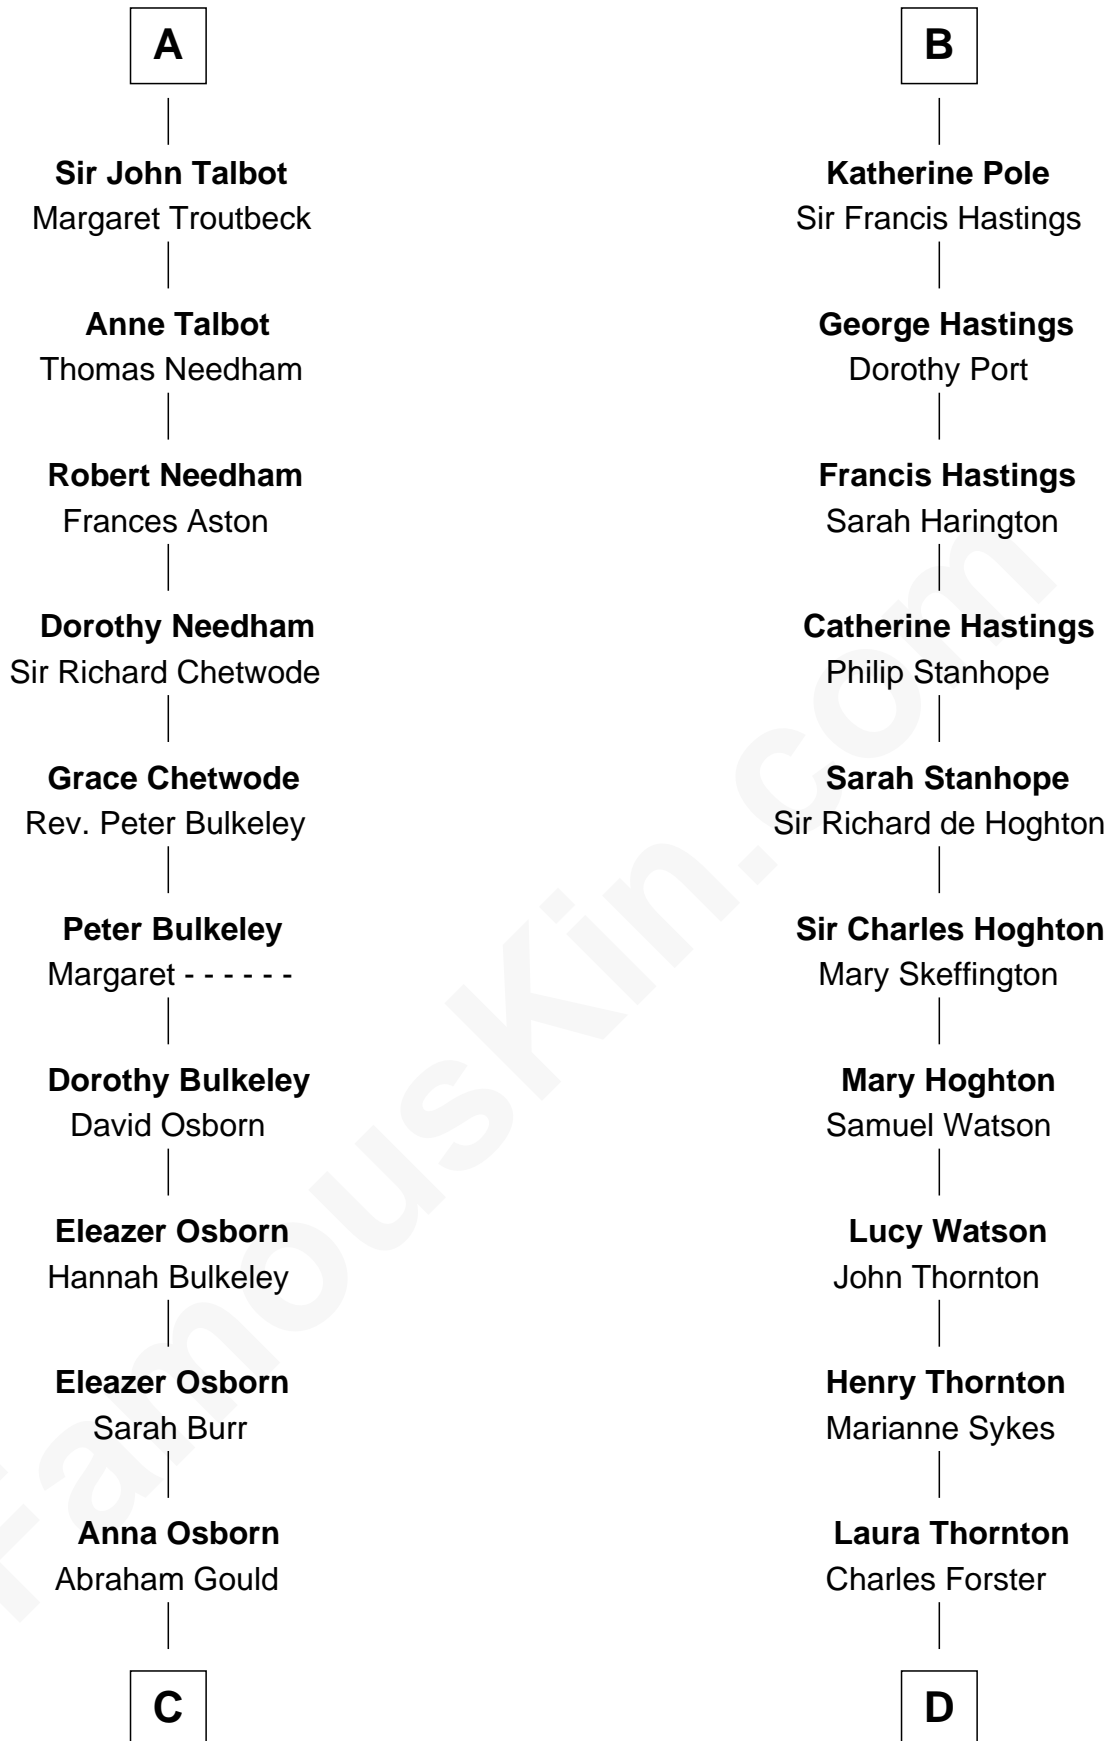 A
Sir John Talbot
Margaret Troutbeck
Anne Talbot
Thomas Needham
Robert Needham
Frances Aston
Dorothy Needham
Sir Richard Chetwode
Grace Chetwode
Rev. Peter Bulkeley
Peter Bulkeley
Margaret - - - - - -
Dorothy Bulkeley
David Osborn
Eleazer Osborn
Hannah Bulkeley
Eleazer Osborn
Sarah Burr
Anna Osborn
Abraham Gould
C
B
Katherine Pole
Sir Francis Hastings
George Hastings
Dorothy Port
Francis Hastings
Sarah Harington
Catherine Hastings
Philip Stanhope
Sarah Stanhope
Sir Richard de Hoghton
Sir Charles Hoghton
Mary Skeffington
Mary Hoghton
Samuel Watson
Lucy Watson
John Thornton
Henry Thornton
Marianne Sykes
Laura Thornton
Charles Forster
D
FamousKin.com